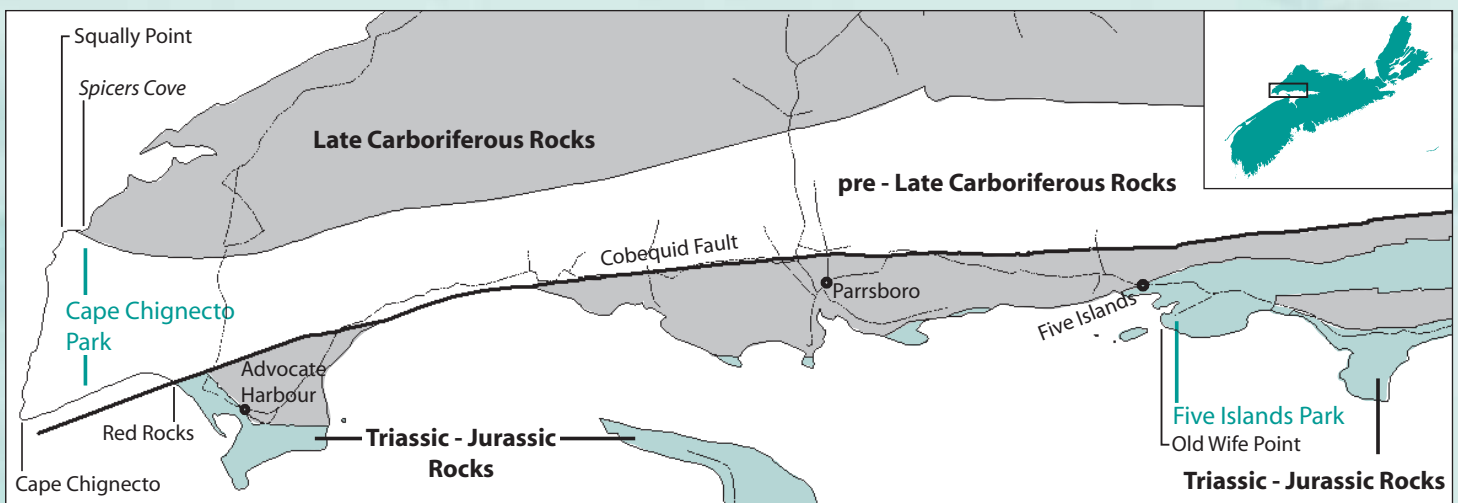 Squally Point
Spicers Cove
Late Carboriferous Rocks
pre - Late Carboriferous Rocks
Cobequid Fault
Cape Chignecto
Park
Parrsboro
Five Islands
Advocate
Harbour
Red Rocks
Five Islands Park
Old Wife Point
Triassic - Jurassic
Rocks
Triassic - Jurassic Rocks
Cape Chignecto